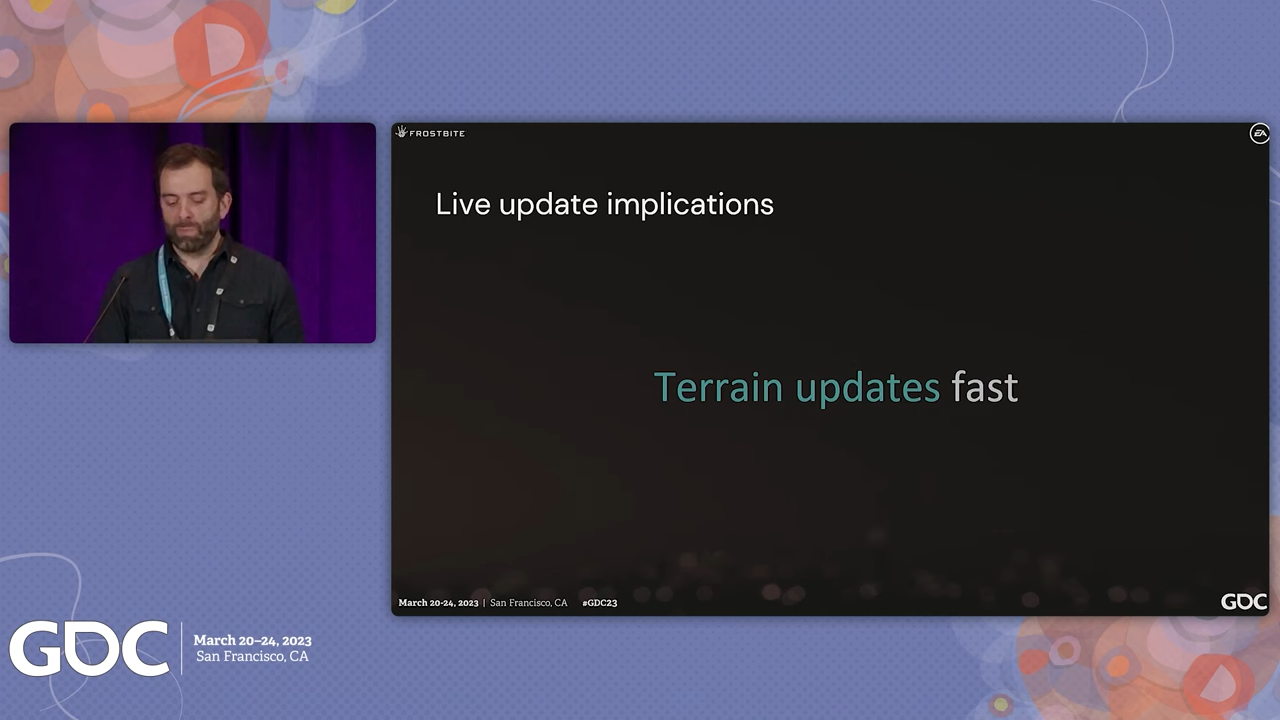 FROSTBITE
EA
Live update implications
Terrain updates fast
March 20-24, 2023 | San Francisco, CA #GDC23
GDC
GDC
March 20–24, 2023
San Francisco, CA